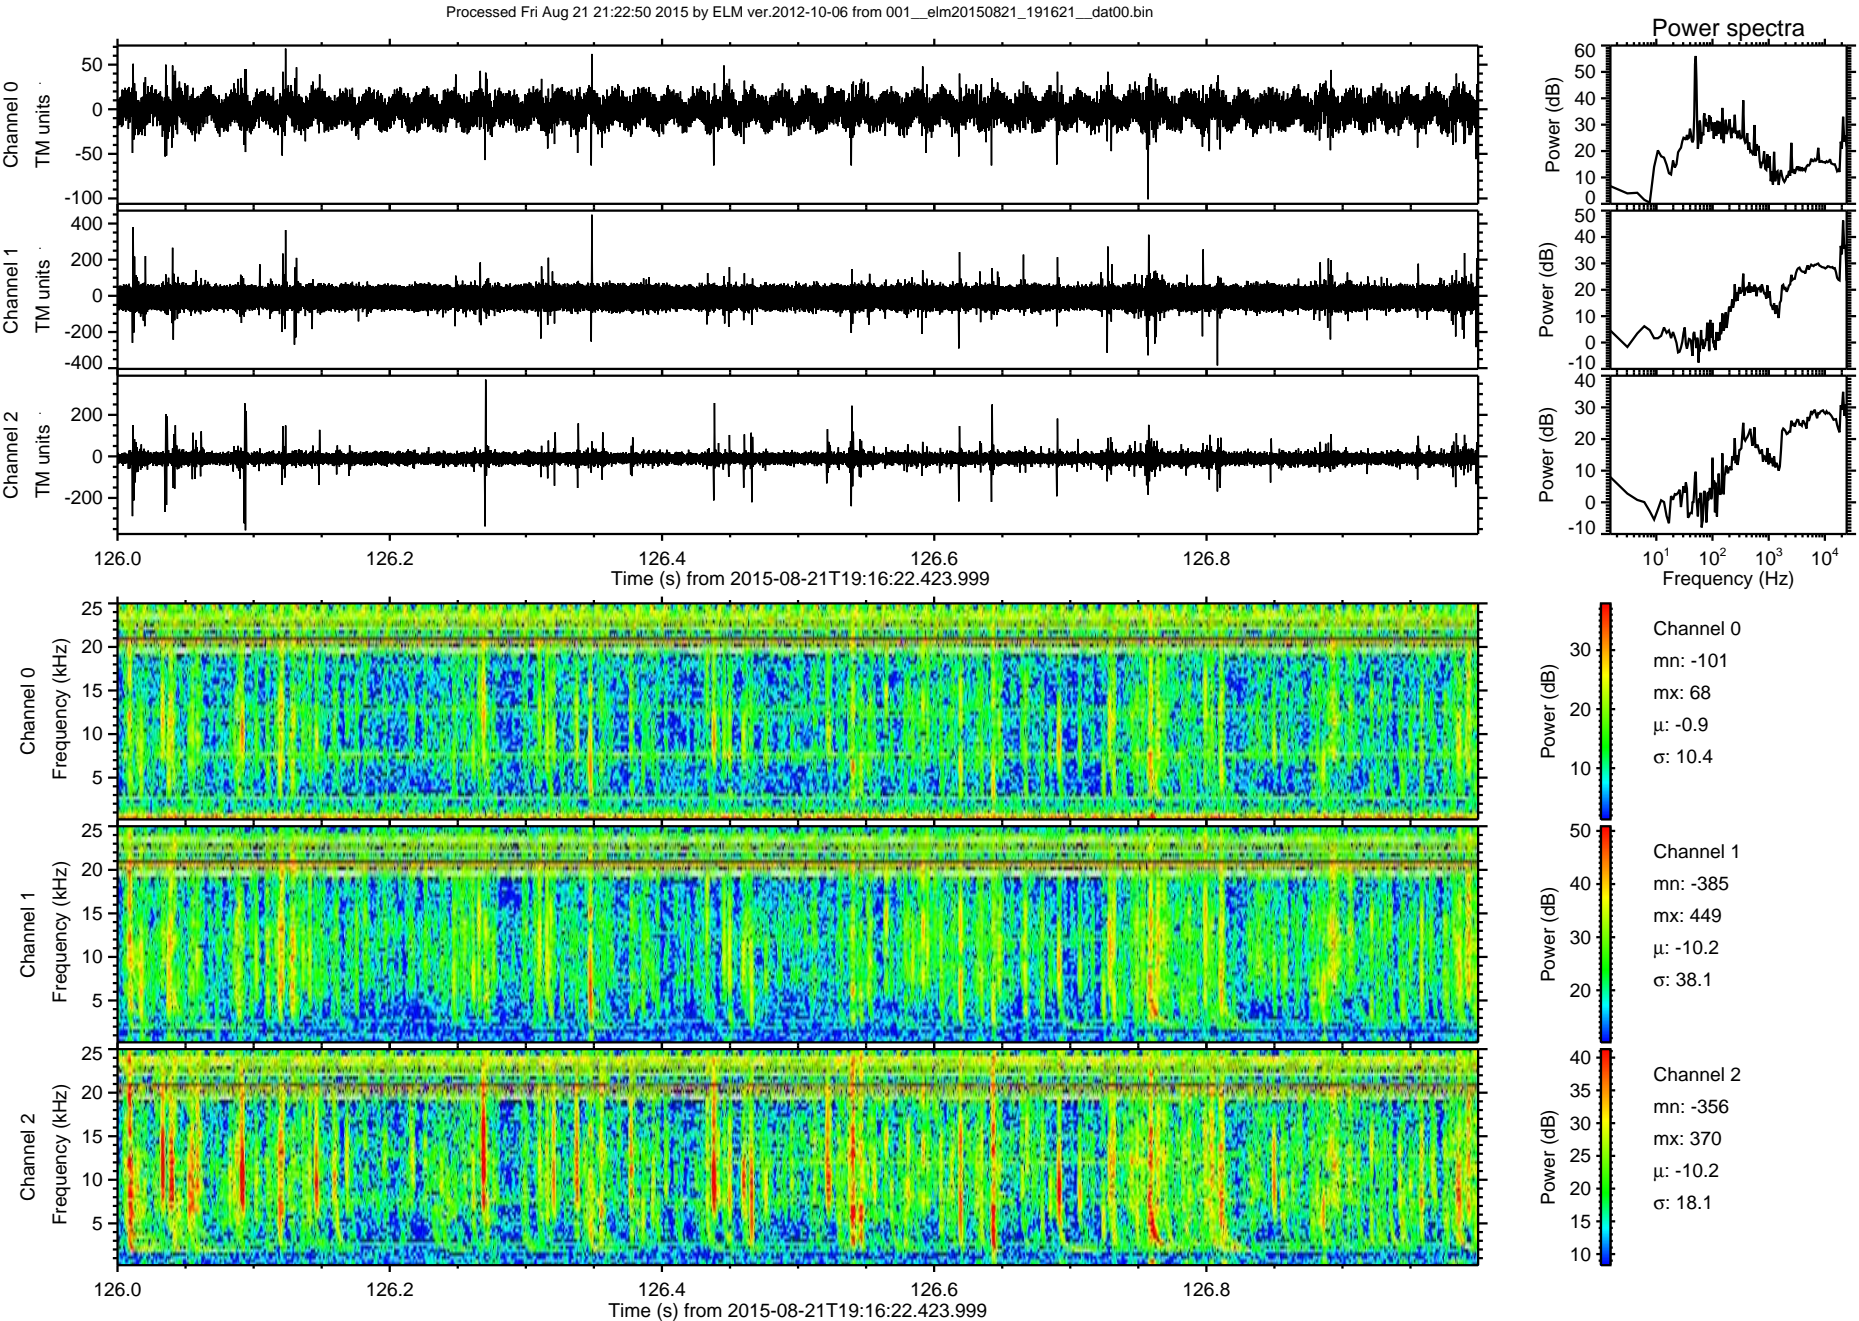 Processed Fri Aug 21 21:22:50 2015 by ELM ver.2012-10-06 from 001__elm20150821_191621__dat00.bin
Power spectra
Channel 0
TM units
50
0
-50
-100
Power (dB)
60
50
40
30
20
10
0
Channel 1
TM units
400
200
0
-200
-400
Power (dB)
50
40
30
20
10
0
-10
Channel 2
TM units
200
0
-200
Power (dB)
40
30
20
10
0
-10
126.0 126.2 126.4 126.6 126.8
Time (s) from 2015-08-21T19:16:22.423.999
10¹ 10² 10³ 10⁴
Frequency (Hz)
Channel 0
Frequency (kHz)
25
20
15
10
5
Power (dB)
30
20
10
Channel 0
mn: -101
mx: 68
μ: -0.9
σ: 10.4
Channel 1
Frequency (kHz)
25
20
15
10
5
Power (dB)
50
40
30
20
Channel 1
mn: -385
mx: 449
μ: -10.2
σ: 38.1
Channel 2
Frequency (kHz)
25
20
15
10
5
Power (dB)
40
35
30
25
20
15
10
Channel 2
mn: -356
mx: 370
μ: -10.2
σ: 18.1
126.0 126.2 126.4 126.6 126.8
Time (s) from 2015-08-21T19:16:22.423.999